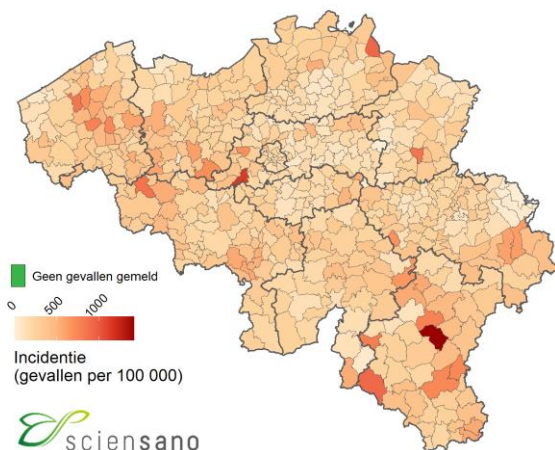 Geen gevallen gemeld
0
500
1000
Incidentie
(gevallen per 100 000)
sciensano